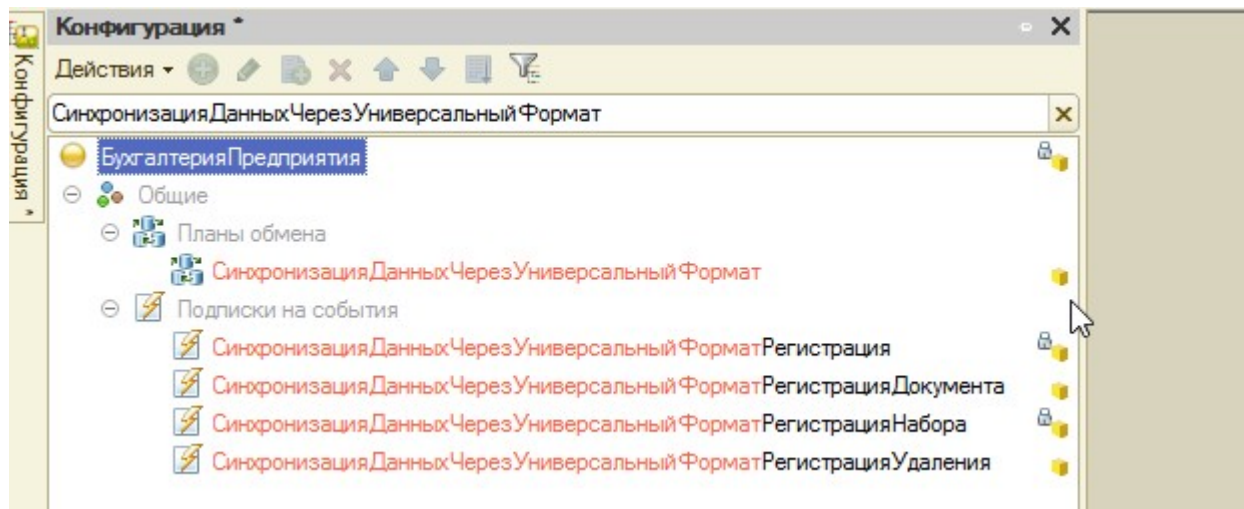 Конфигурация *
Конфигурация *
Действия
СинхронизацияДанныхЧерезУниверсальныйФормат
БухгалтерияПредприятия
Общие
Планы обмена
СинхронизацияДанныхЧерезУниверсальныйФормат
Подписки на события
СинхронизацияДанныхЧерезУниверсальныйФорматРегистрация
СинхронизацияДанныхЧерезУниверсальныйФорматРегистрацияДокумента
СинхронизацияДанныхЧерезУниверсальныйФорматРегистрацияНабора
СинхронизацияДанныхЧерезУниверсальныйФорматРегистрацияУдаления